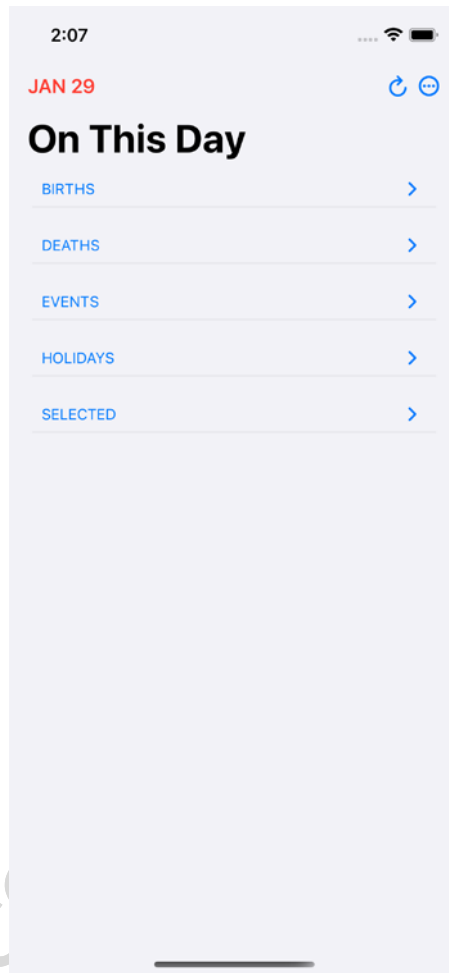 2:07
JAN 29
On This Day
BIRTHS
DEATHS
EVENTS
HOLIDAYS
SELECTED